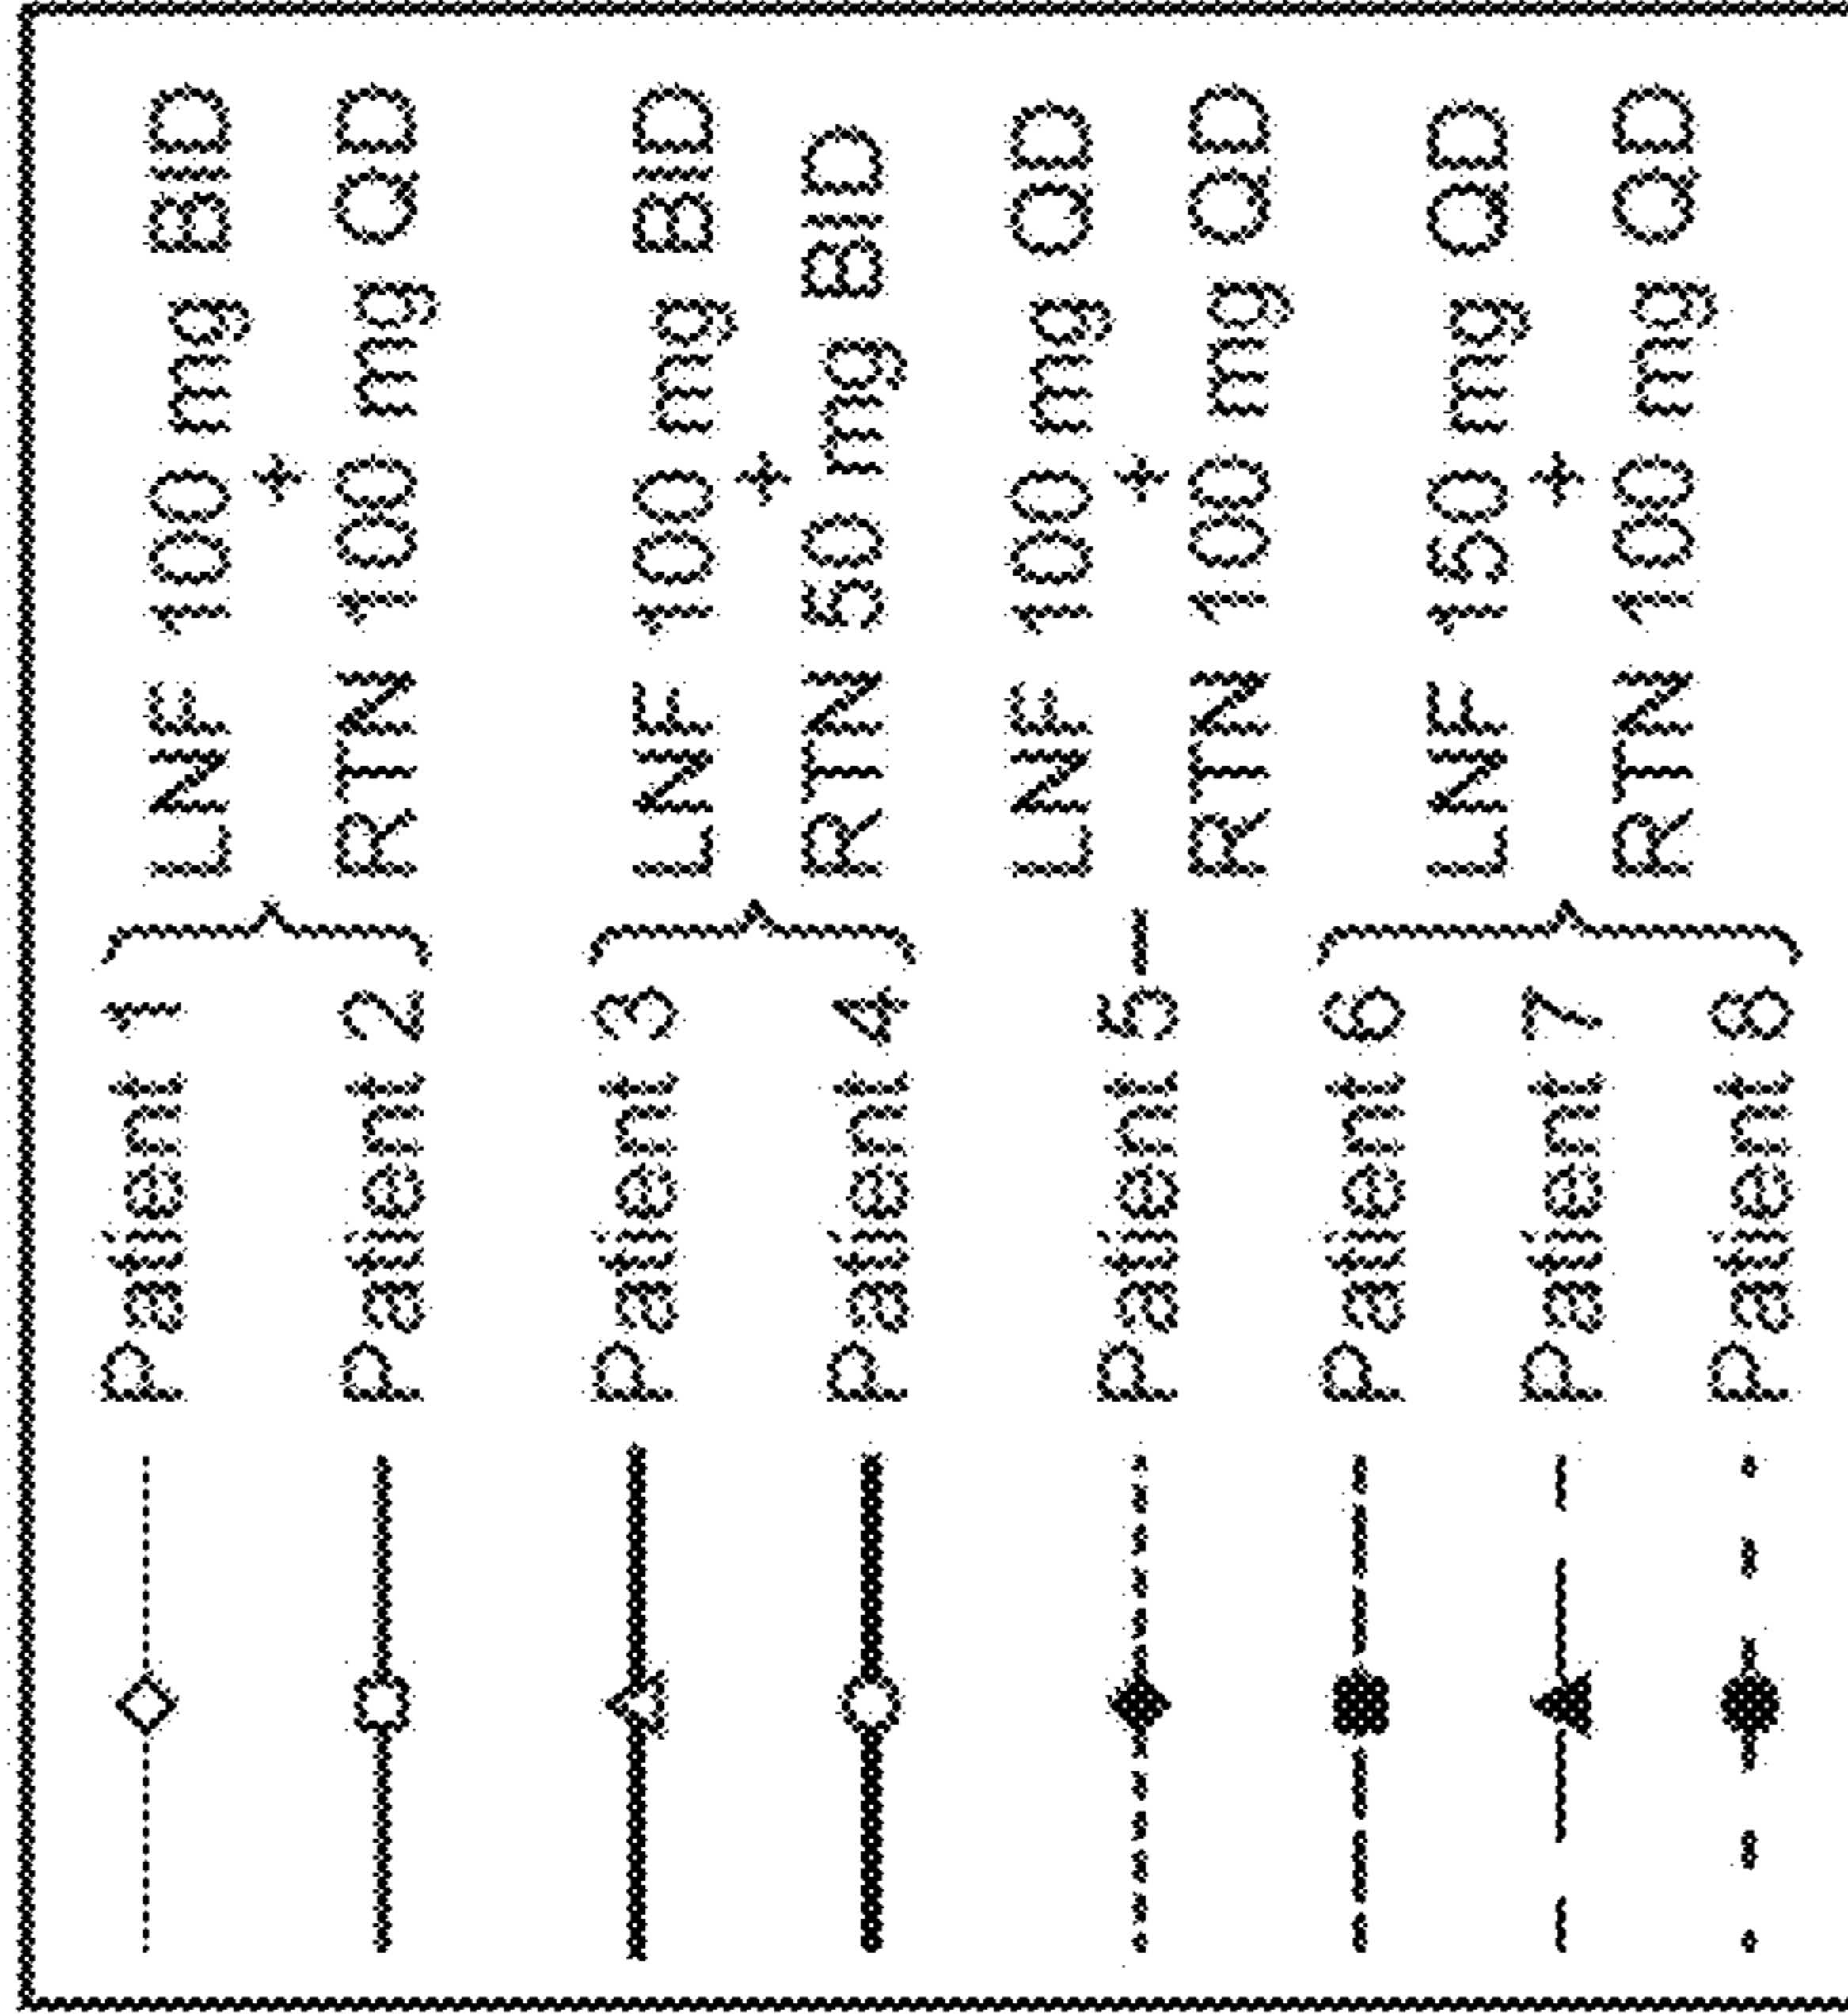 Patient 1
Patient 2
LNF 100 mg BID
+
RTN 100 mg QD
Patient 3
Patient 4
LNF 100 mg BID
+
RTN 50 mg BID
Patient 5
LNF 100 mg QD
+
RTN 100 mg QD
Patient 6
Patient 7
Patient 8
LNF 150 mg QD
+
RTN 100 mg QD